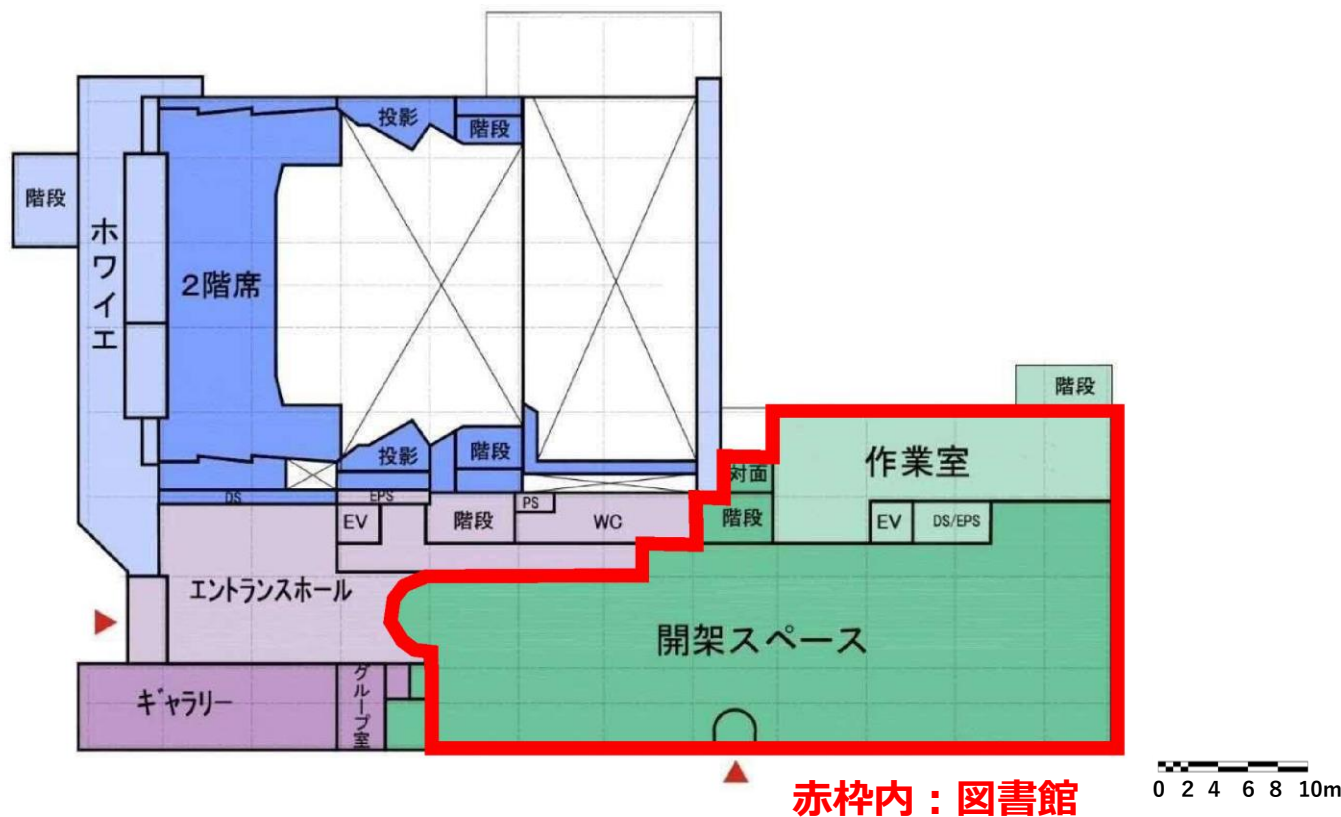 投影
階段
階段
ホワイエ
2階席
階段
投影
階段
対面
作業室
DS
EPS
EV
階段
PS
WC
階段
EV
DS/EPS
エントランスホール
開架スペース
ギャラリー
グループ室
赤枠内：図書館
0 2 4 6 8 10m